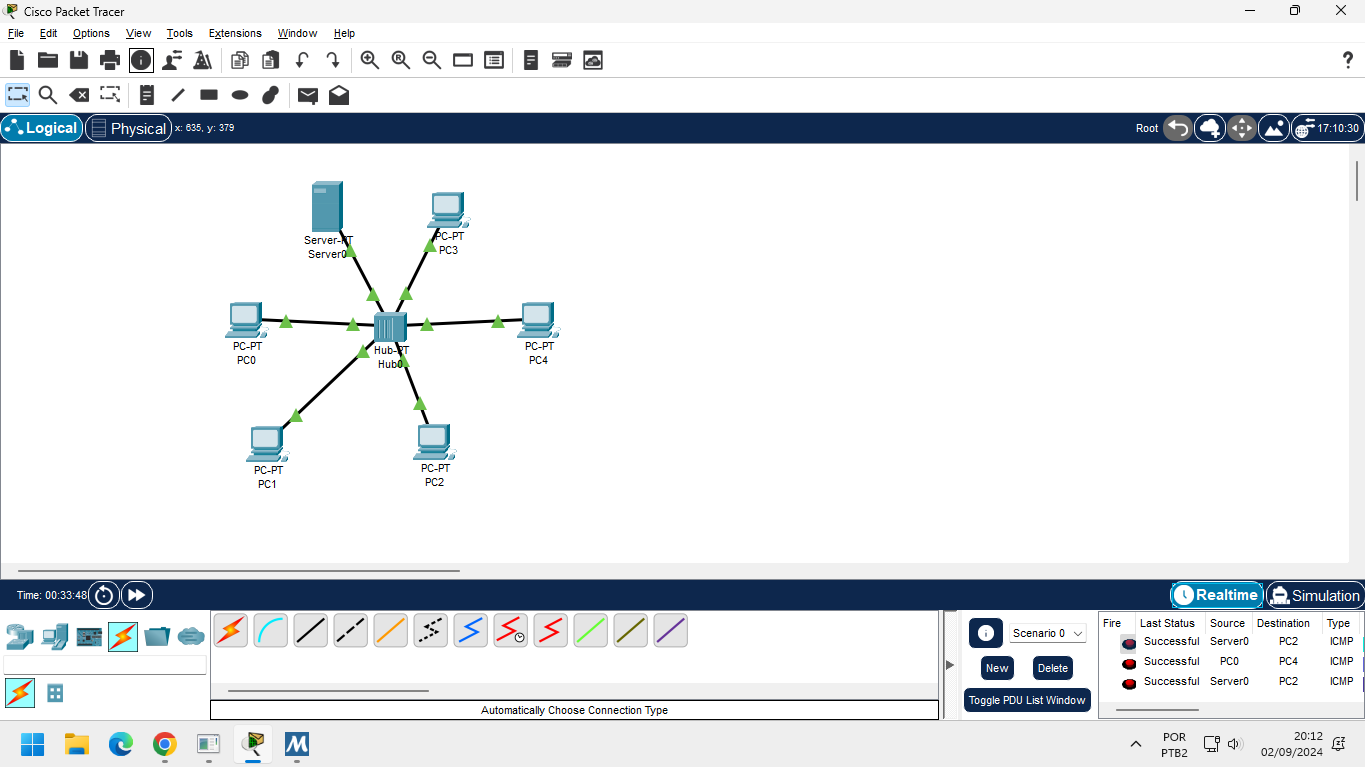 Cisco Packet Tracer
File Edit Options View Tools Extensions Window Help
Logical Physical x: 635, y: 379 Root 17:10:30
Server-PT
Server0
PC-PT
PC3
PC-PT
PC0
Hub-PT
Hub0
PC-PT
PC4
PC-PT
PC1
PC-PT
PC2
Time: 00:33:48 Realtime Simulation
Scenario 0
New Delete
Toggle PDU List Window
Fire Last Status Source Destination Type
Successful Server0 PC2 ICMP
Successful PC0 PC4 ICMP
Successful Server0 PC2 ICMP
Automatically Choose Connection Type
POR
PTB2
20:12
02/09/2024